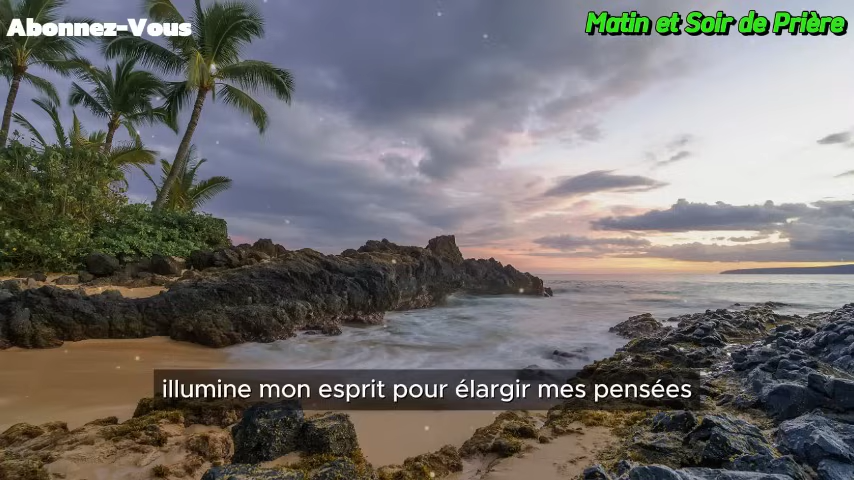 Abonnez-Vous
Matin et Soir de Prière
illumine mon esprit pour élargir mes pensées